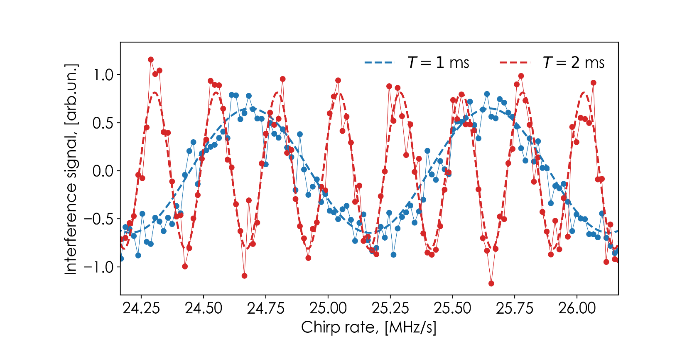 T = 1 ms T = 2 ms
1.0
0.5
0.0
−0.5
−1.0
Interference signal, [arb.un.]
24.25 24.50 24.75 25.00 25.25 25.50 25.75 26.00
Chirp rate, [MHz/s]